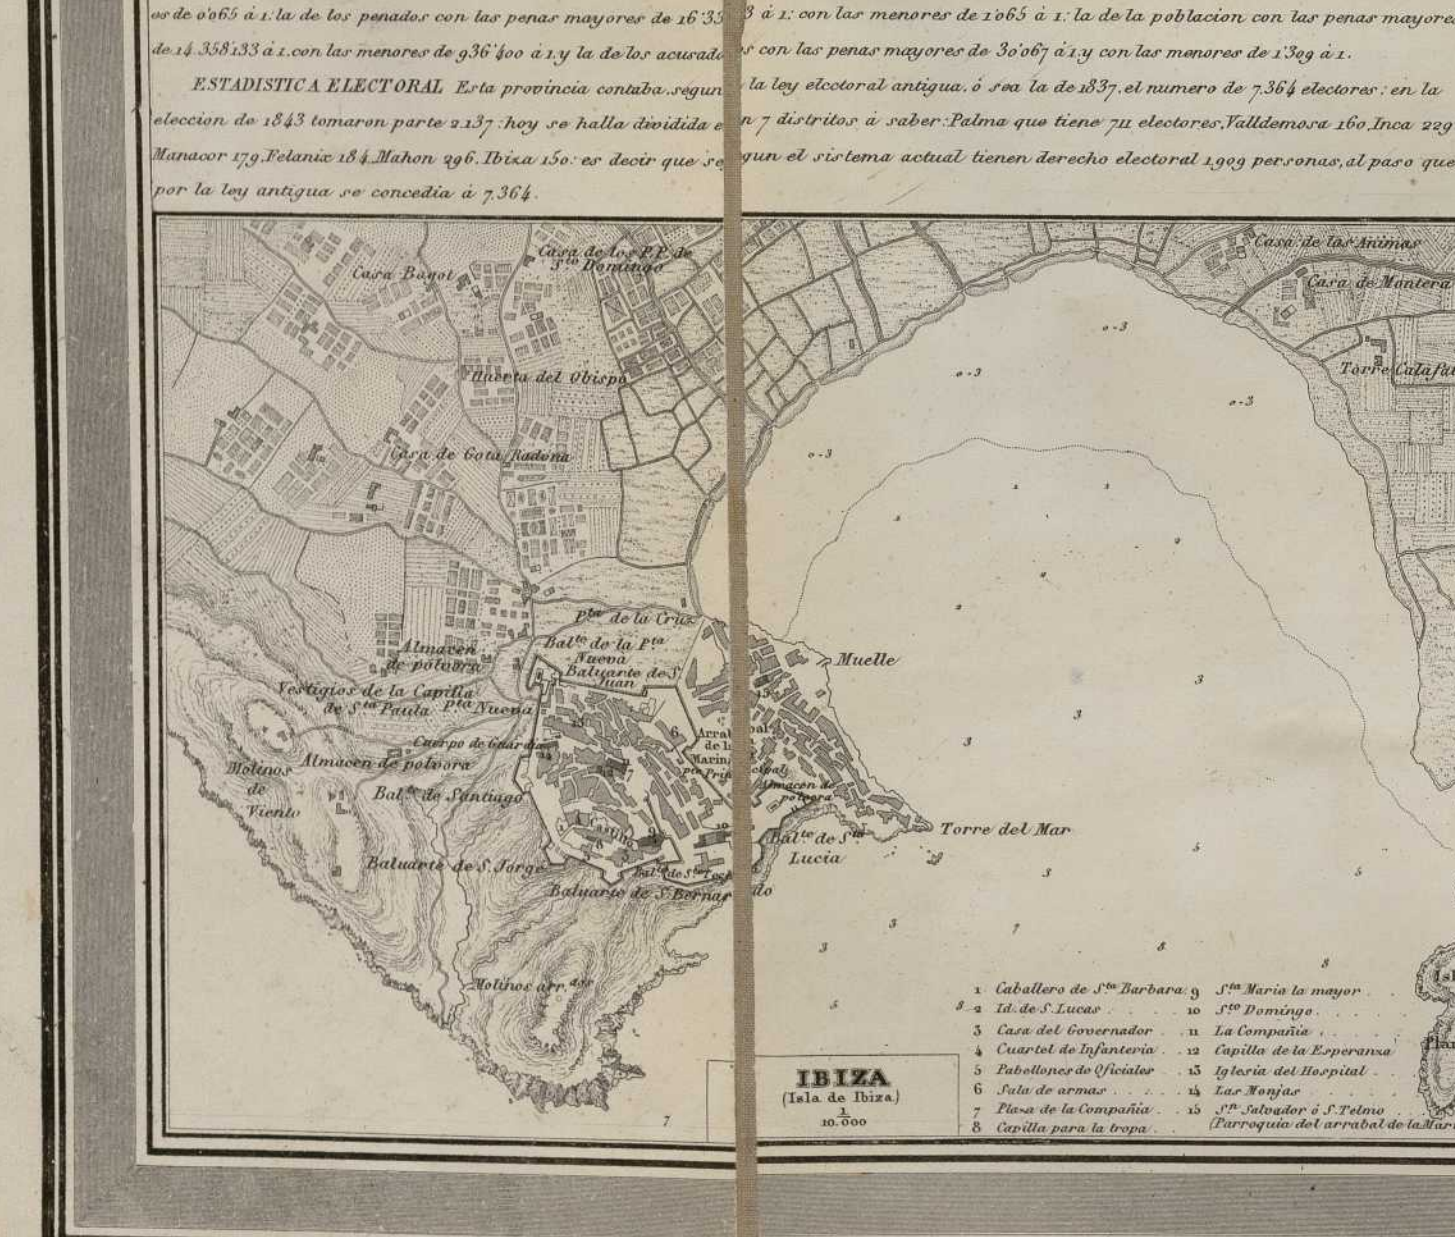 os de 0'065 á 1: la de los penados con las penas mayores de 16'333 á 1: con las menores de 1'065 á 1: la de la poblacion con las penas mayores
de 14.358'133 á 1. con las menores de 936'400 á 1. y la de los acusados con las penas mayores de 30'067 á 1. y con las menores de 1'309 á 1.
ESTADISTICA ELECTORAL Esta provincia contaba, segun la ley electoral antigua, ó sea la de 1837, el numero de 7.364 electores: en la
eleccion de 1843 tomaron parte 2.137: hoy se halla dividida en 7 distritos á saber: Palma que tiene 711 electores, Valldemosa 160, Inca 229
Manacor 179, Felanix 184, Mahon 296, Ibiza 150: es decir que segun el sistema actual tienen derecho electoral 1,909 personas, al paso que
por la ley antigua se concedia á 7.364.
Casa de los P.P. de
Sto Domingo
Casa Bagot
Casa de las Animas
Casa de Montera
Huerta del Obispo
Torre Calafat
Casa de Gota Radona
Pta de la Cruz
Balte de la Pta
Nueva
Baluarte de S.
Juan
Almacen
de polvora
Muelle
Vestigios de la Capilla
de Sta Paula
Pta Nueva
Arrabal
de la
Marina
Pta Principal
Cuerpo de Guardia
Almacen de polvora
Molinos
de
Viento
Almacen de
polvora
Balte de Santiago
Castillo
Torre del Mar
Balte de Sta
Lucia
Baluarte de S. Jorge
Baluarte de S. Bernardo
Molinos arr.dos
IBIZA
(Isla de Ibiza)
1
10.000
1 Caballero de Sta Barbara
2 Id. de S. Lucas
3 Casa del Governador
4 Cuartel de Infanteria
5 Pabellones de Oficiales
6 Sala de armas
7 Plaza de la Compañia
8 Capilla para la tropa
9 Sta Maria la mayor
10 Sto Domingo
11 La Compañia
12 Capilla de la Esperanza
13 Iglesia del Hospital
14 Las Monjas
15 Sn Salvador ó S. Telmo
(Parroquia del arrabal de la Mar